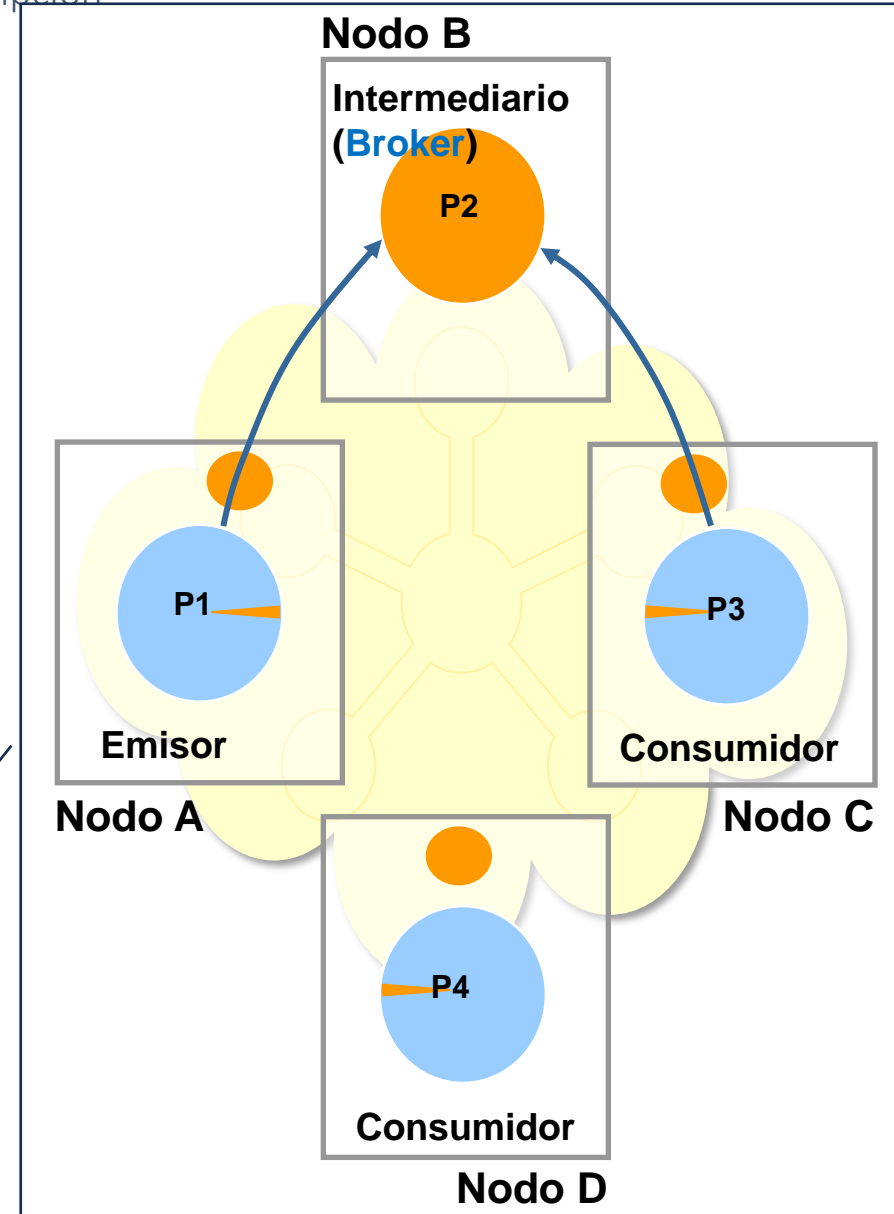 Nodo B
Intermediario
(Broker)
P2
P1
P3
Emisor
Consumidor
Nodo A
Nodo C
P4
Consumidor
Nodo D